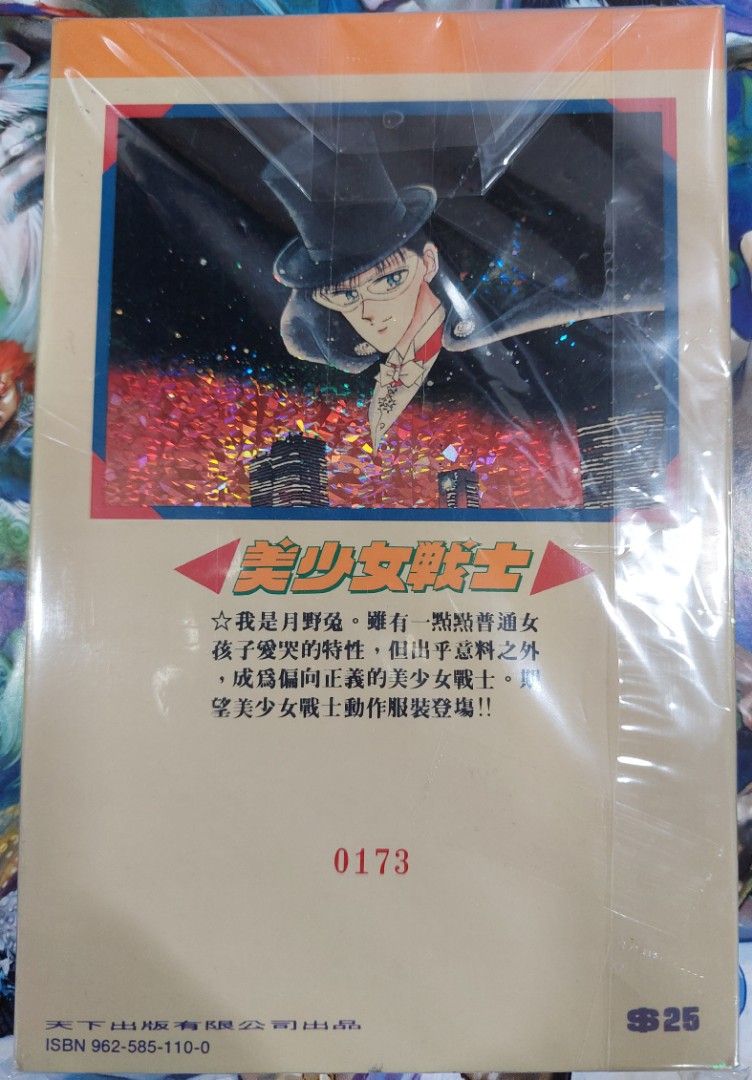 美少女戰士
☆我是月野兔。雖有一點點普通女
孩子愛哭的特性，但出乎意料之外
，成爲偏向正義的美少女戰士。期
望美少女戰士動作服裝登場!!
0173
天下出版有限公司出品
ISBN 962-585-110-0
$25